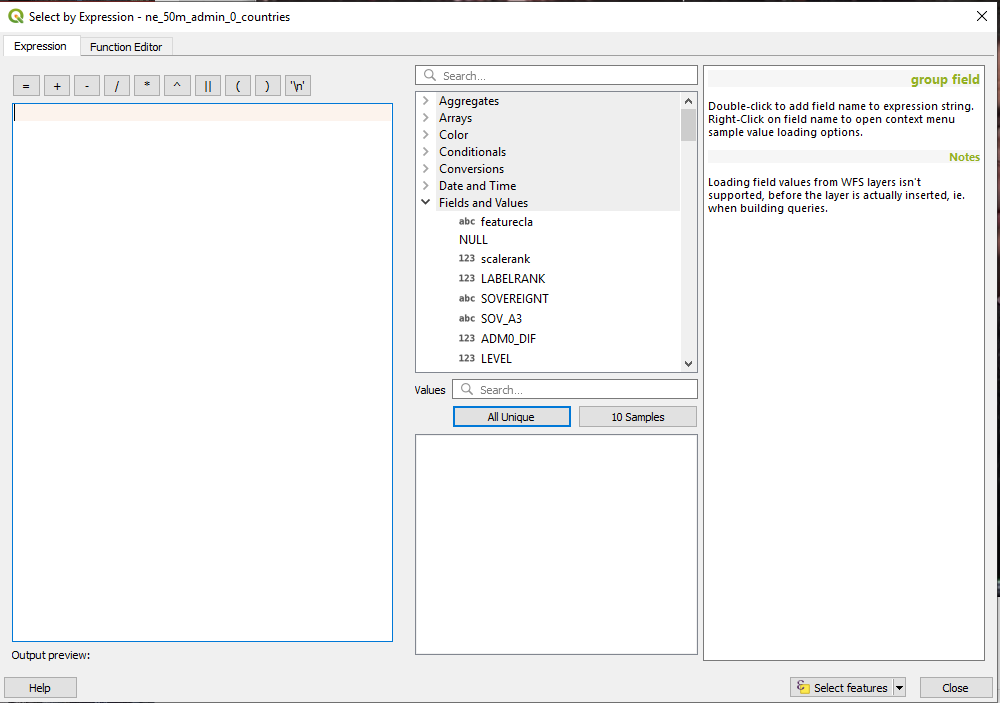 Select by Expression - ne_50m_admin_0_countries
Expression
Function Editor
= + - / * ^ || ( ) '\n'
Search...
Aggregates
Arrays
Color
Conditionals
Conversions
Date and Time
Fields and Values
abc featurecla
NULL
123 scalerank
123 LABELRANK
abc SOVEREIGNT
abc SOV_A3
123 ADM0_DIF
123 LEVEL
Values Search...
All Unique
10 Samples
group field
Double-click to add field name to expression string.
Right-Click on field name to open context menu
sample value loading options.
Notes
Loading field values from WFS layers isn't
supported, before the layer is actually inserted, ie.
when building queries.
Output preview:
Help
Select features
Close